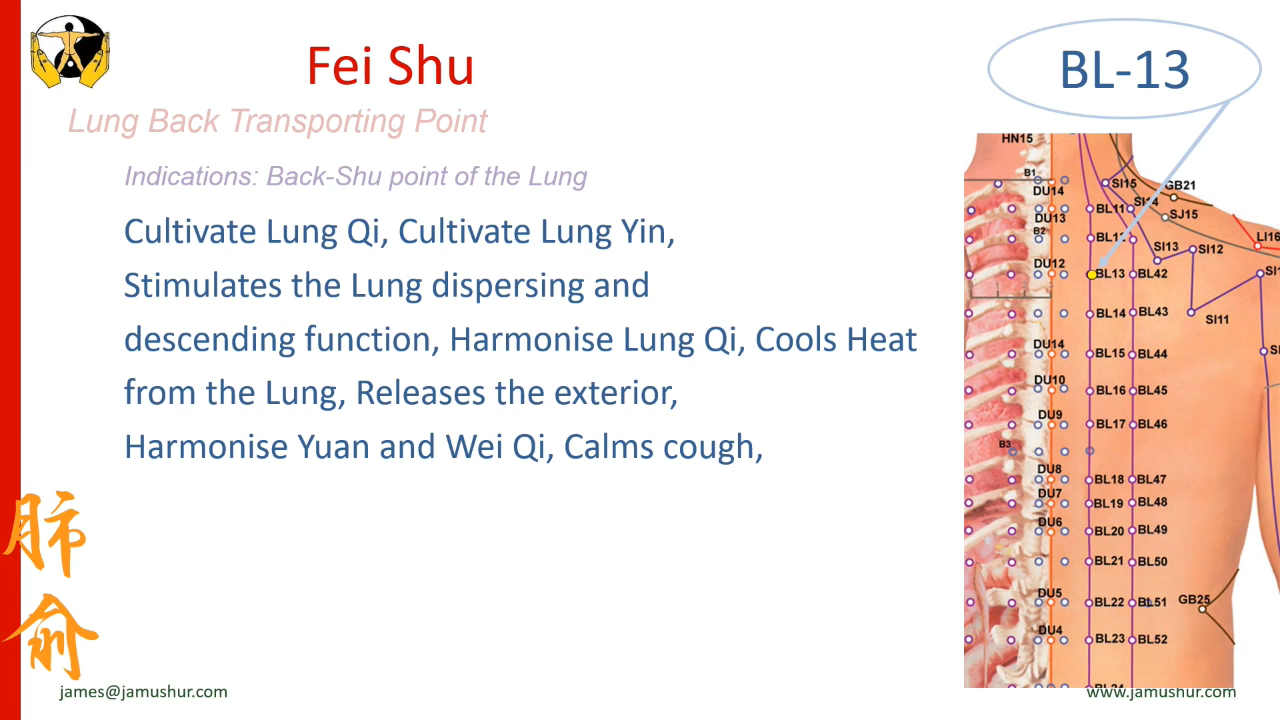 Fei Shu
BL-13
Lung Back Transporting Point
Indications: Back-Shu point of the Lung
Cultivate Lung Qi, Cultivate Lung Yin,
Stimulates the Lung dispersing and
descending function, Harmonise Lung Qi, Cools Heat
from the Lung, Releases the exterior,
Harmonise Yuan and Wei Qi, Calms cough,
肺
俞
HN15
B1
SI15
GB21
DU14
SI14
BL11
SJ15
DU13
B2
LI16
SI13
SI12
DU12
BL13
BL42
BL14
BL43
SI11
DU14
BL15
BL44
DU10
BL16
BL45
DU9
BL17
BL46
B3
DU8
BL18
BL47
DU7
BL19
BL48
DU6
BL20
BL49
BL21
BL50
DU5
BL22
BL51
GB25
DU4
BL23
BL52
james@jamushur.com
www.jamushur.com